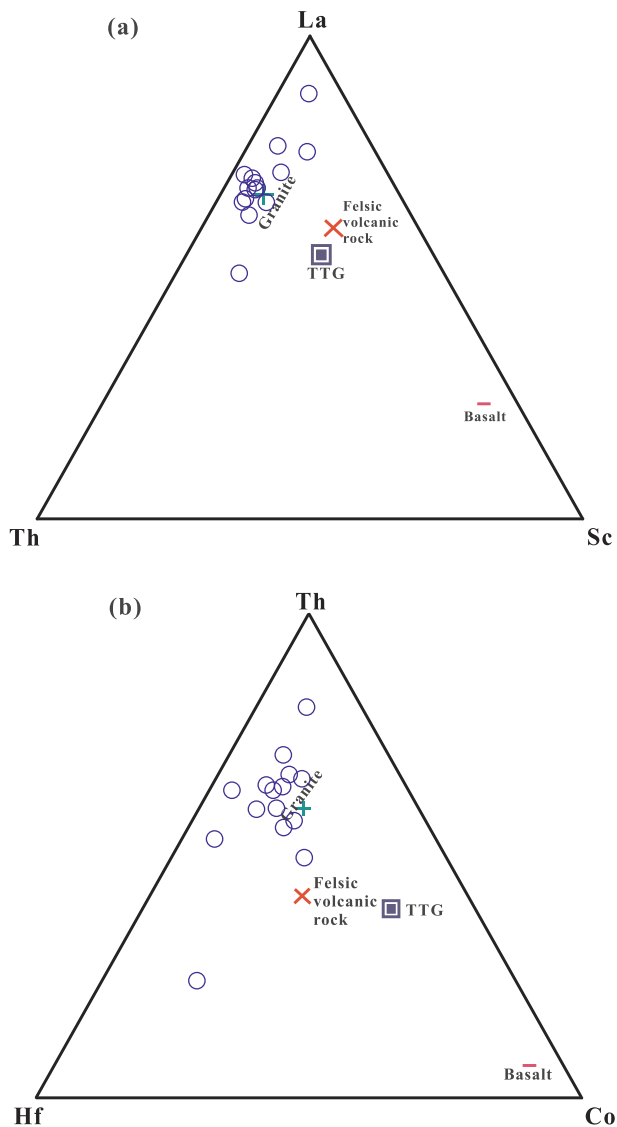 (a)
La
Granite
Felsic
volcanic
rock
TTG
Basalt
Th
Sc
(b)
Th
Granite
Felsic
volcanic
rock
TTG
Basalt
Hf
Co